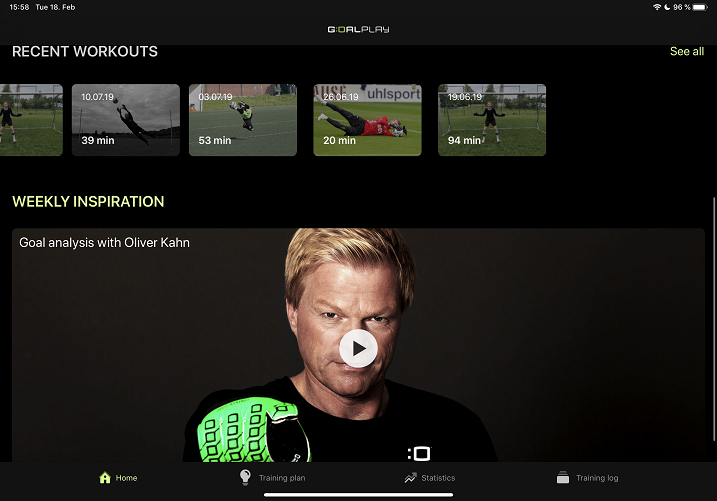 15:58 Tue 18. Feb 96 %
G:OALPLAY
RECENT WORKOUTS See all
10.07.19 03.07.19 26.06.19 19.06.19
uhlsport
39 min 53 min 20 min 94 min
WEEKLY INSPIRATION
Goal analysis with Oliver Kahn
:O
Home Training plan Statistics Training log